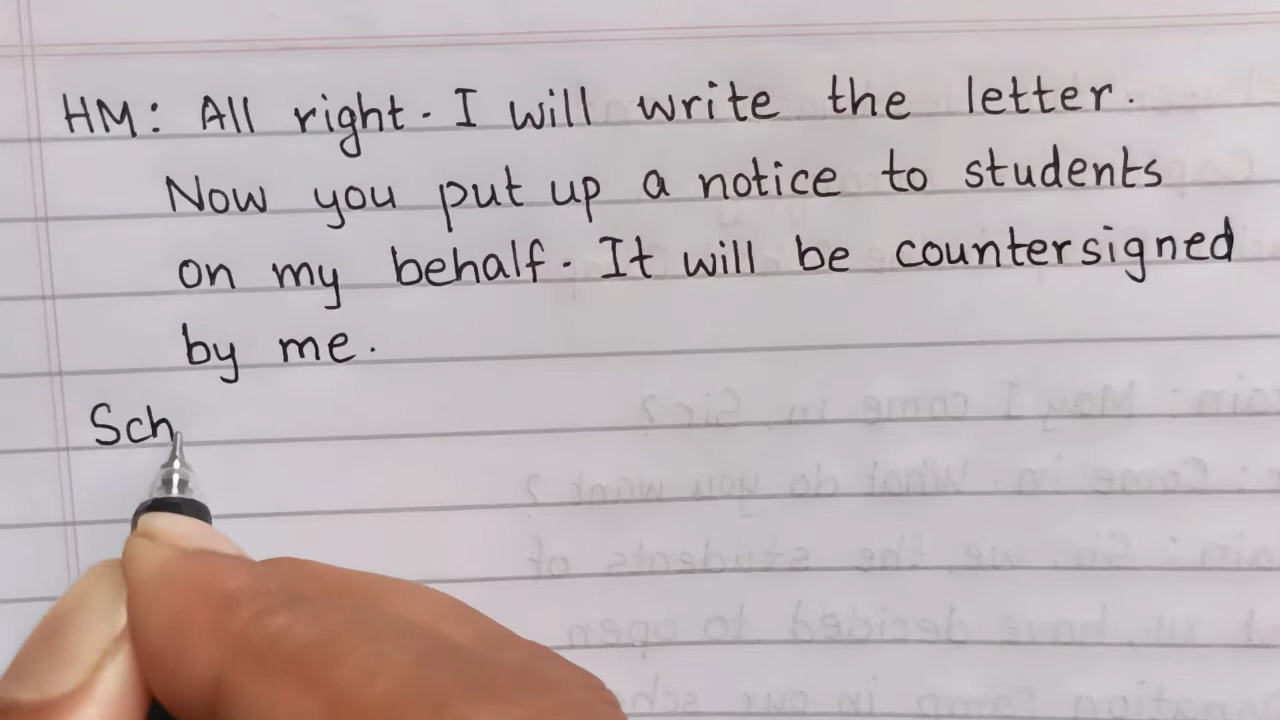 HM: All right. I will write the letter.
Now you put up a notice to students
on my behalf. It will be countersigned
by me.
Sch